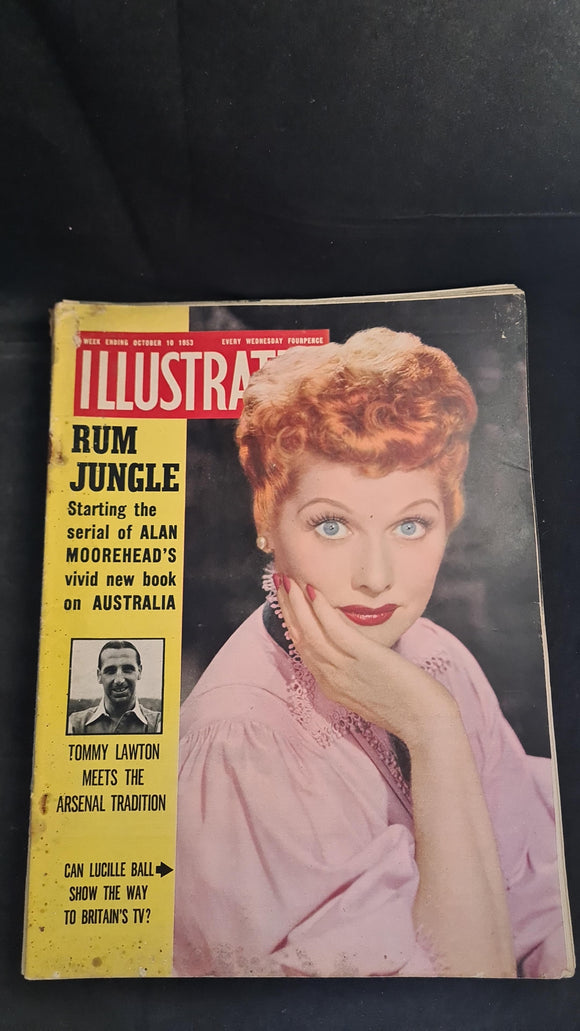 WEEK ENDING OCTOBER 10 1953 EVERY WEDNESDAY FOURPENCE
ILLUSTRAT
RUM
JUNGLE
Starting the
serial of ALAN
MOOREHEAD'S
vivid new book
on AUSTRALIA
TOMMY LAWTON
MEETS THE
ARSENAL TRADITION
CAN LUCILLE BALL
SHOW THE WAY
TO BRITAIN'S TV?